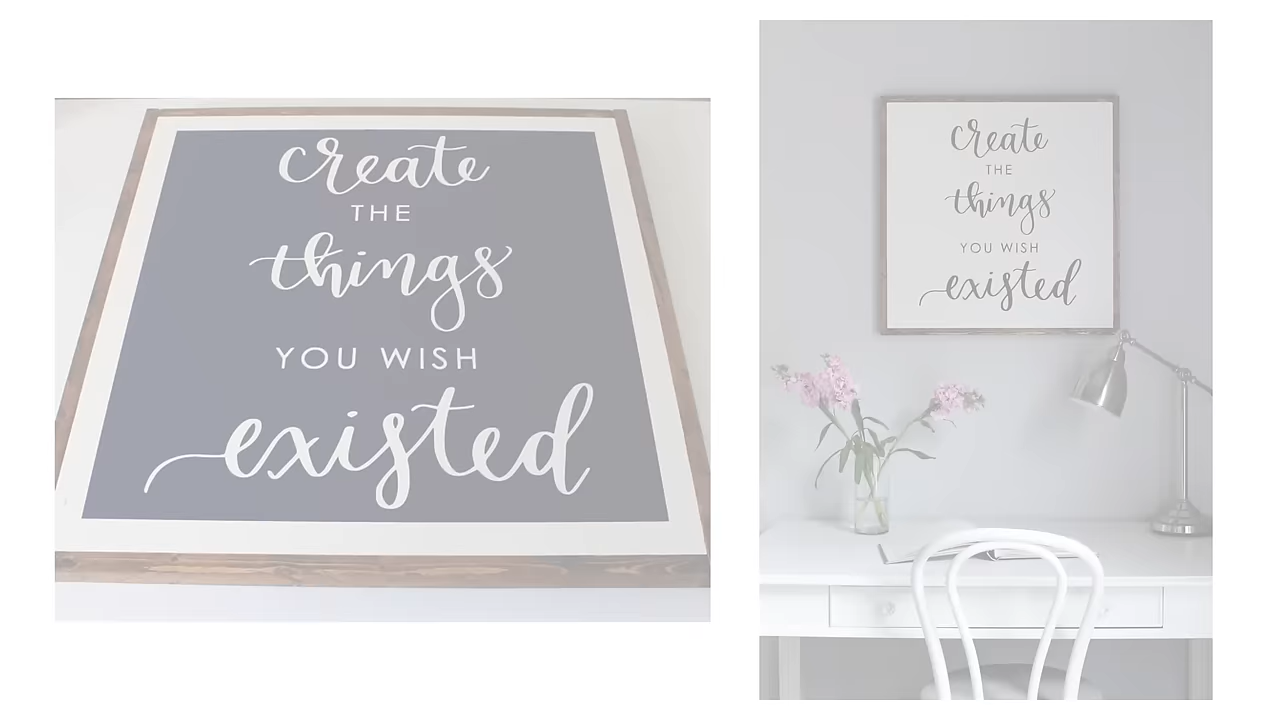 create
THE
things
YOU WISH
existed
create
THE
things
YOU WISH
existed